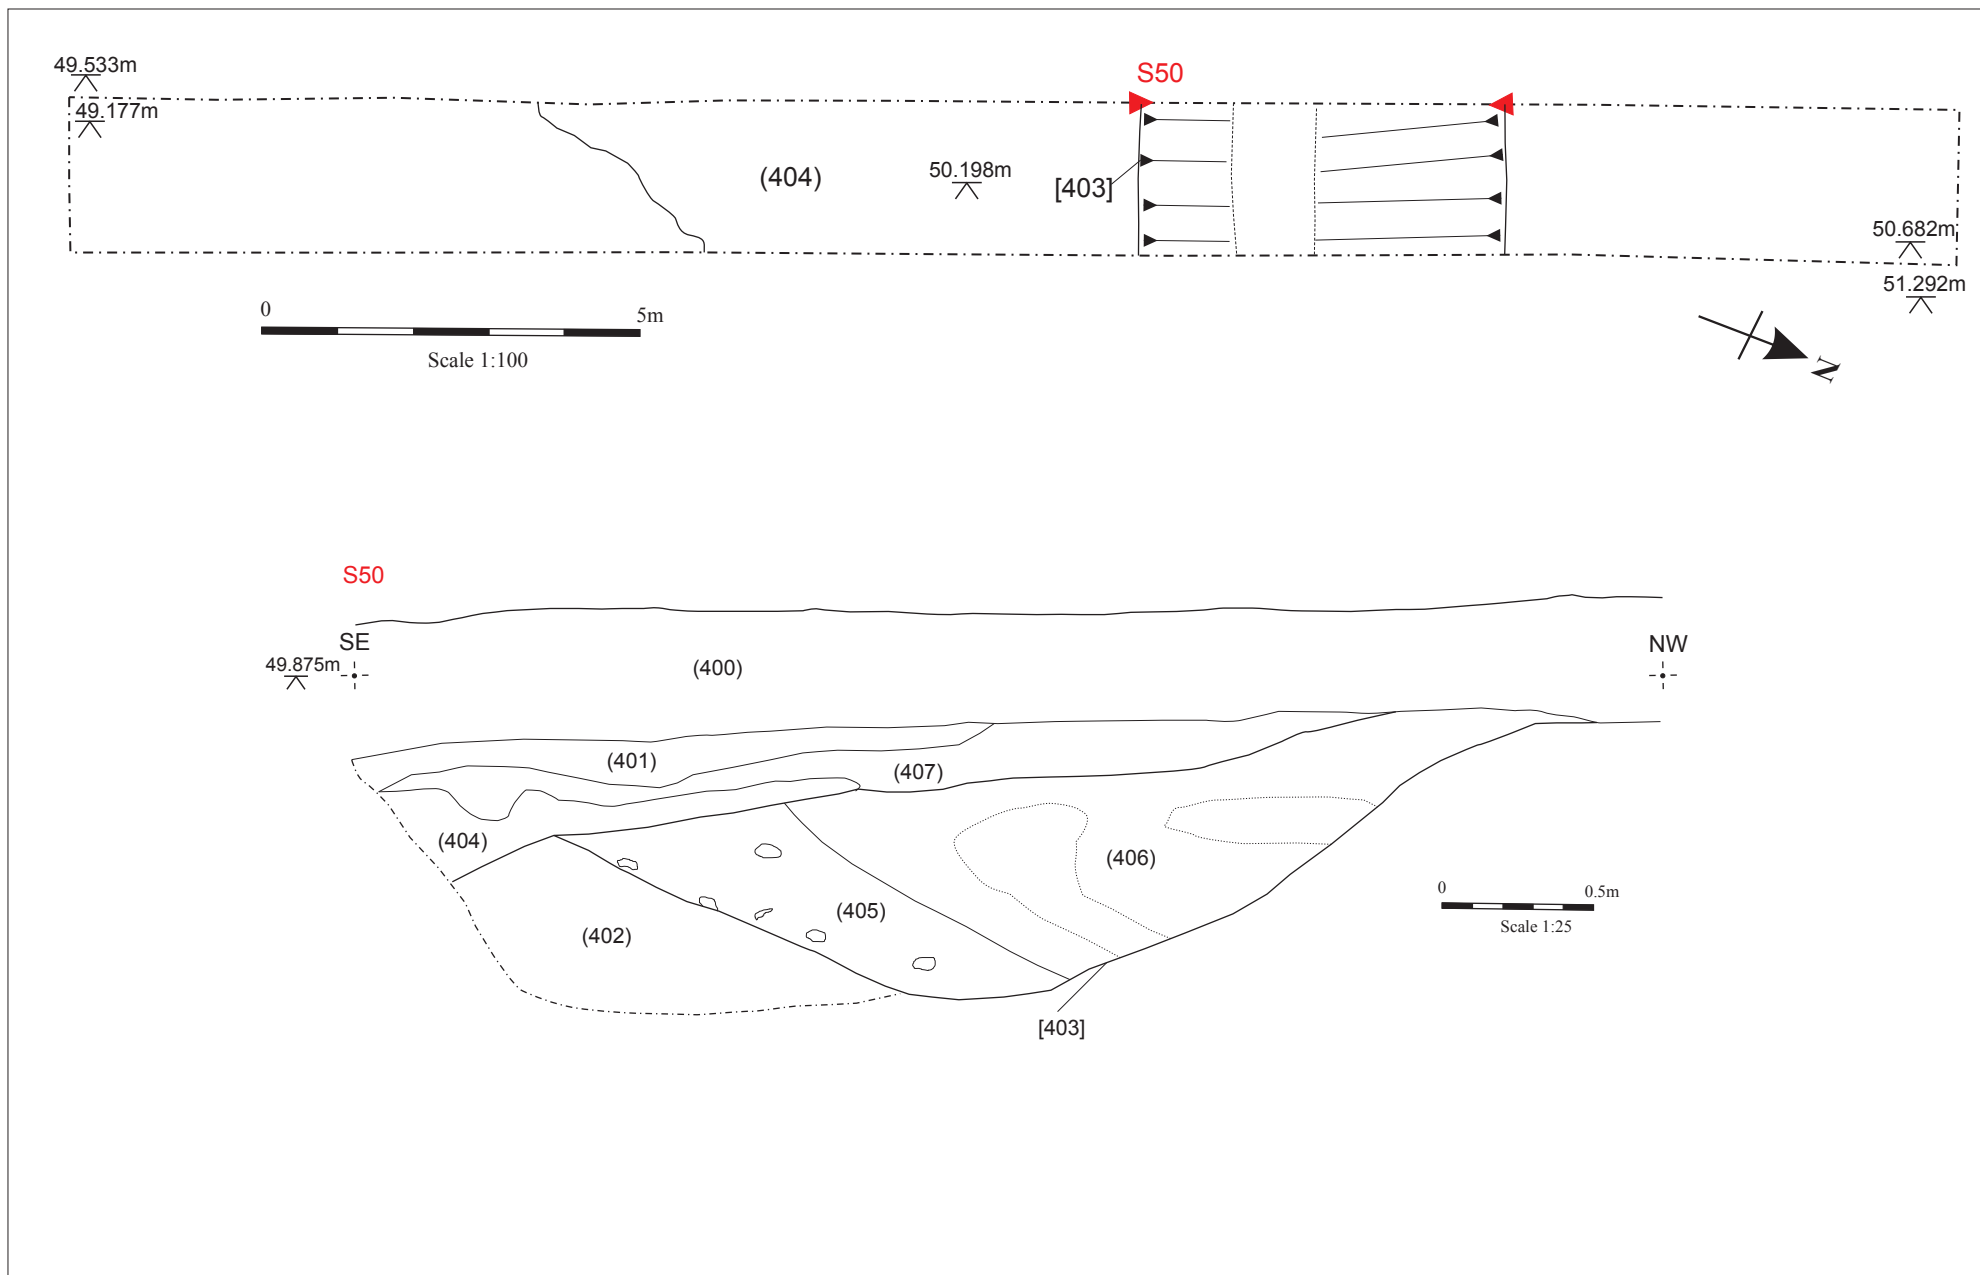 49.533m
S50
49.177m
(404)
50.198m
[403]
50.682m
51.292m
0 5m
Scale 1:100
N
S50
SE
NW
49.875m
(400)
(401)
(407)
(404)
(406)
(405)
(402)
0 0.5m
Scale 1:25
[403]